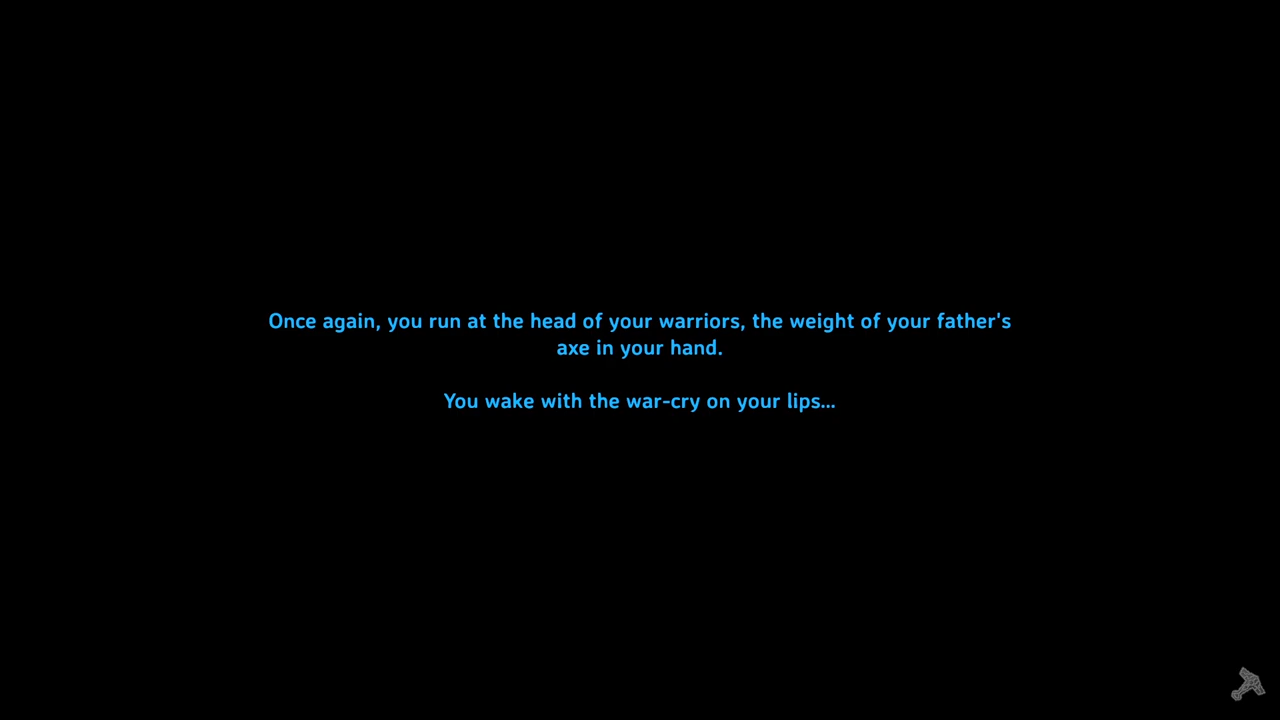 Once again, you run at the head of your warriors, the weight of your father's
axe in your hand.
You wake with the war-cry on your lips...